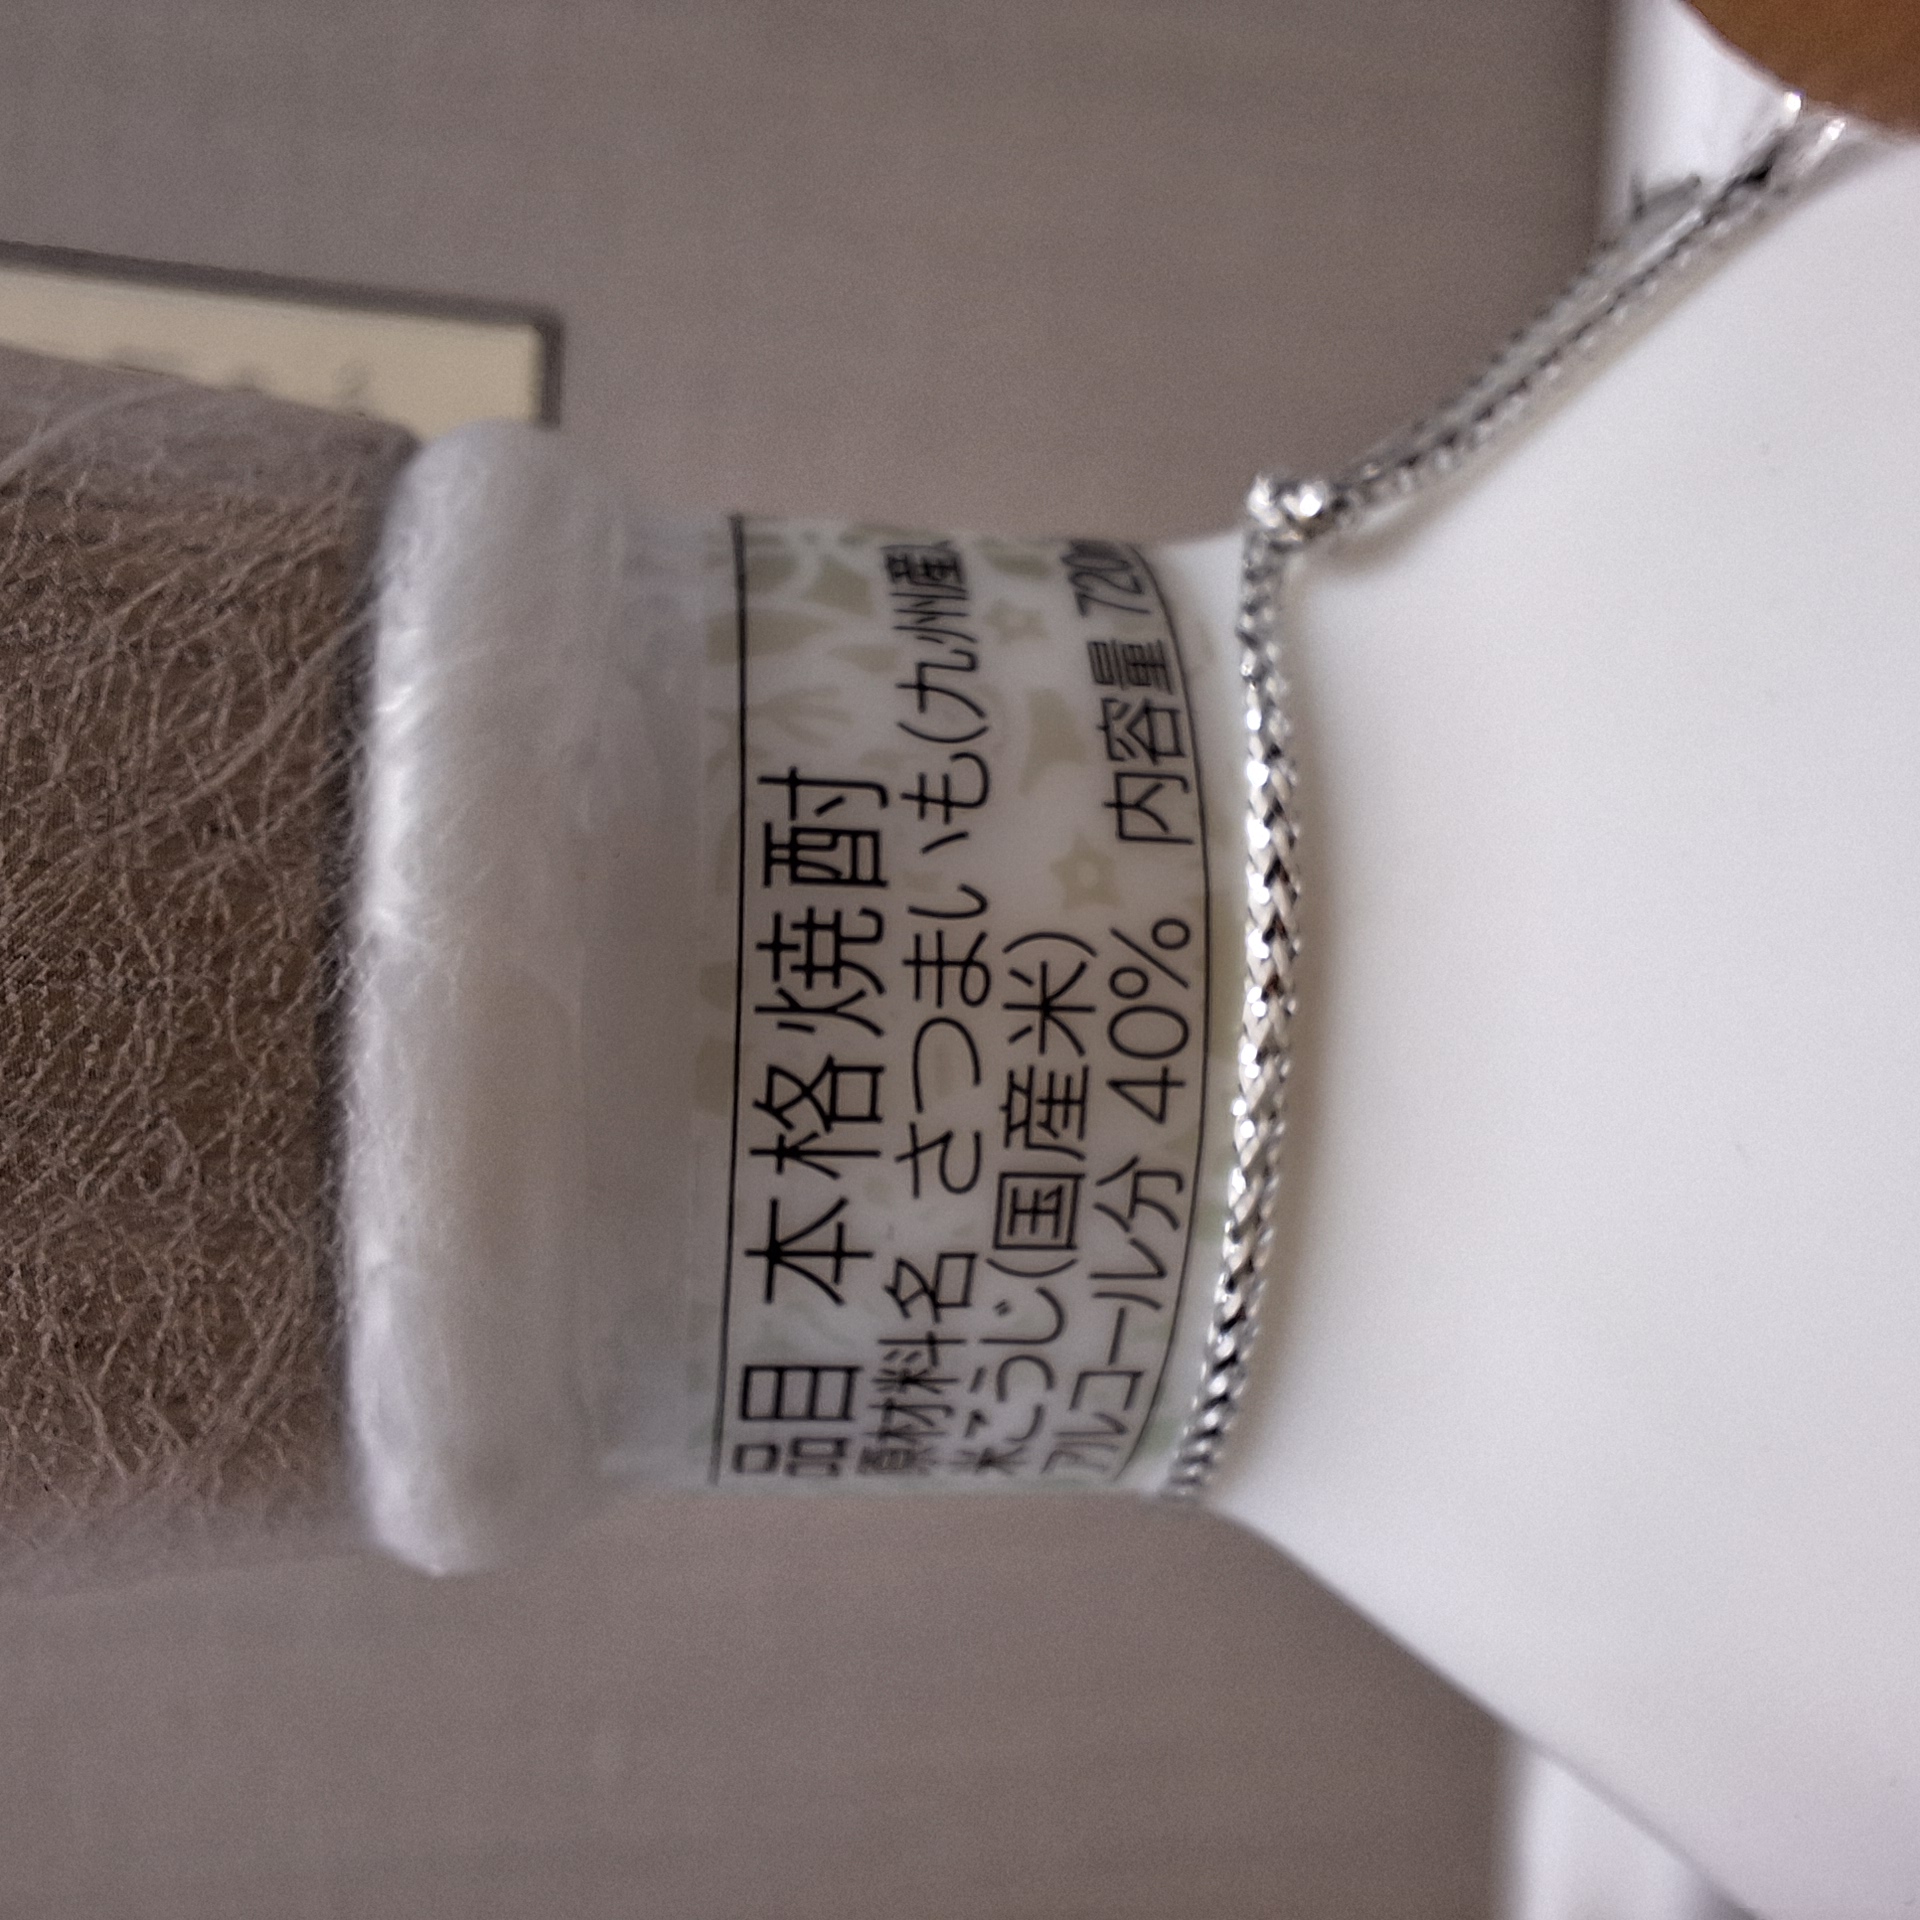 品目 本格焼酎
原材料名 さつまいも(九州産
米こうじ(国産米)
アルコール分 40% 内容量 720m